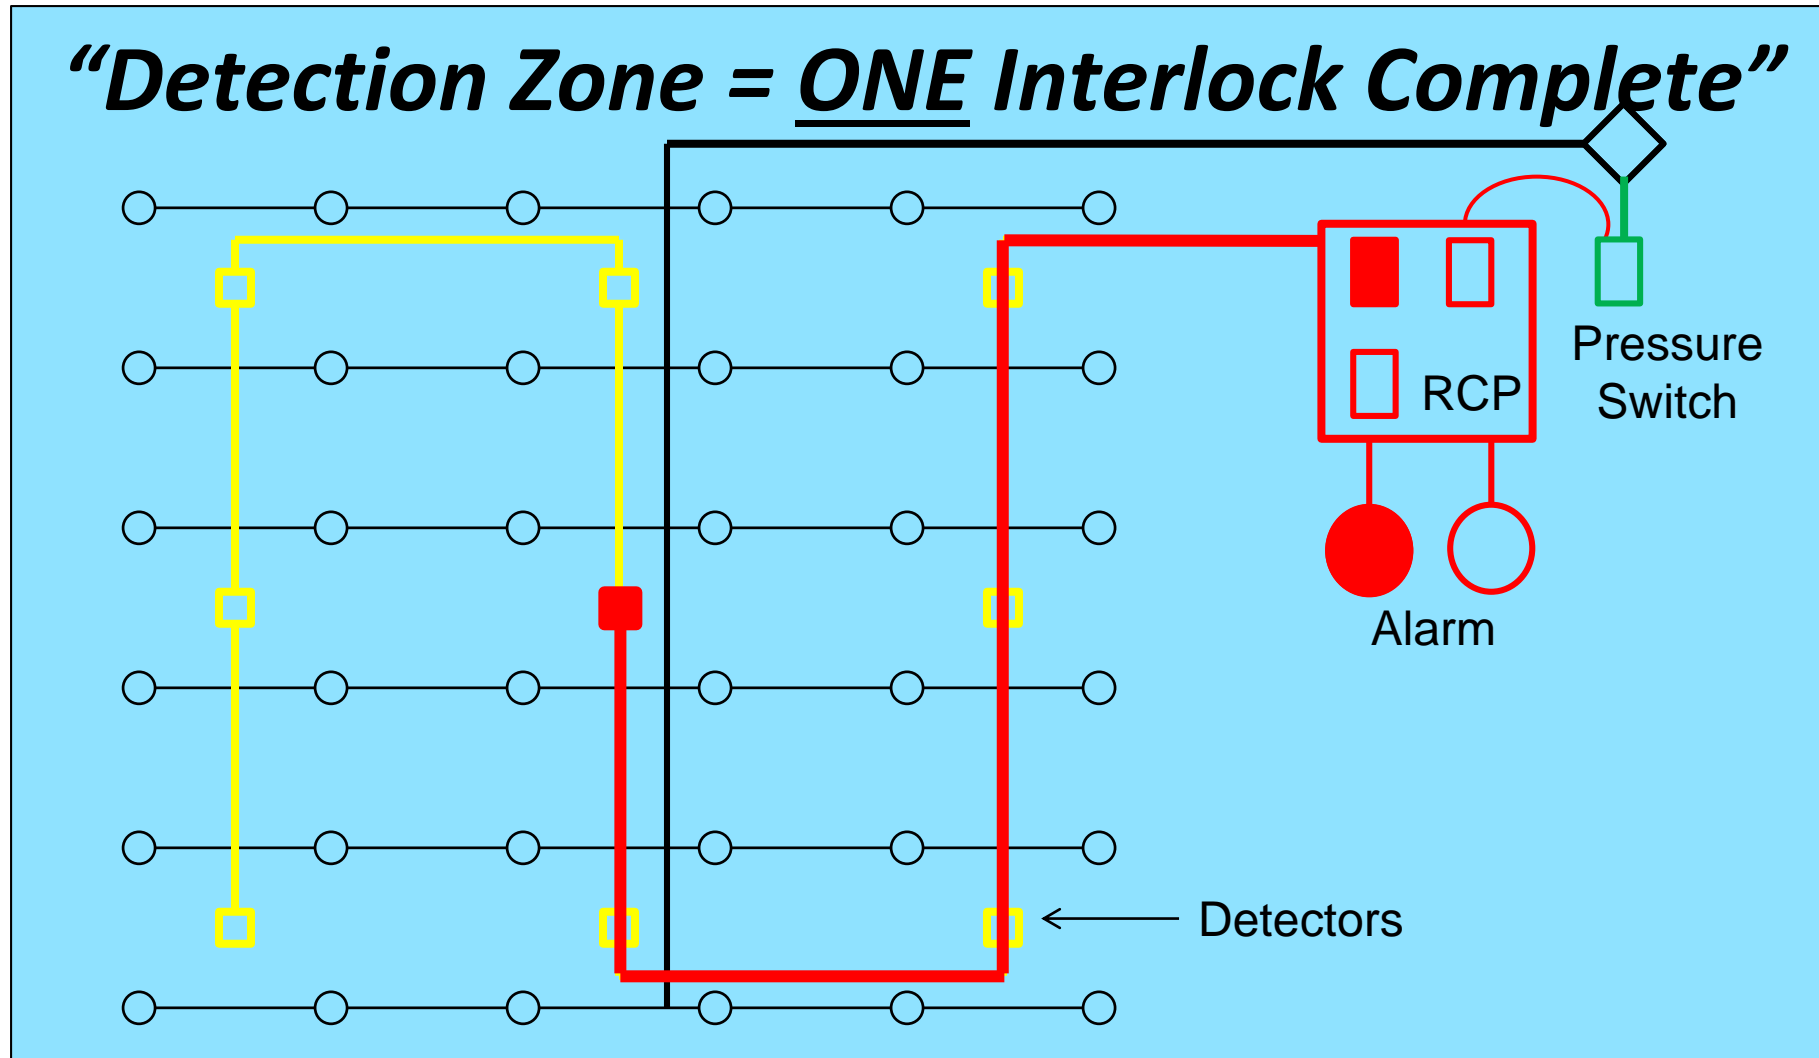 “Detection Zone = ONE Interlock Complete”
Pressure
Switch
RCP
Alarm
Detectors